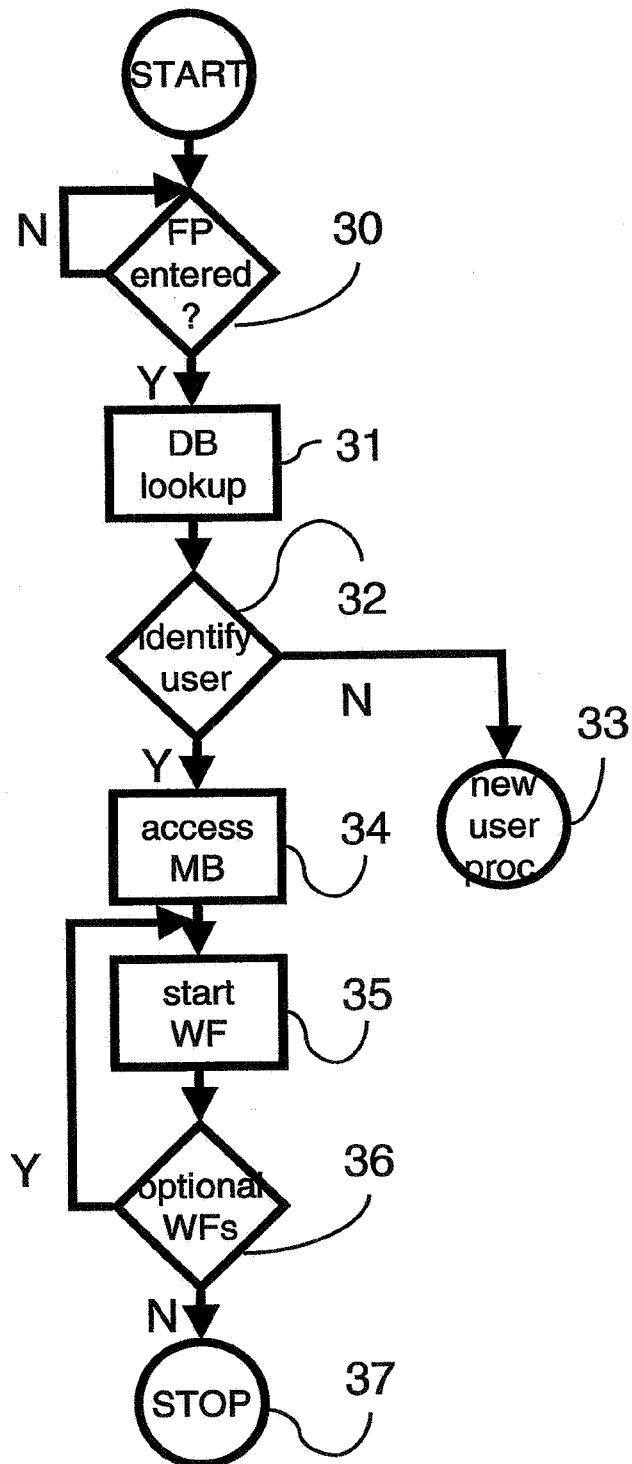 START
N
FP
entered
?
30
Y
DB
lookup
31
32
identify
user
N
Y
33
new
user
proc.
access
MB
34
start
WF
35
Y
36
optional
WFs
N
STOP
37